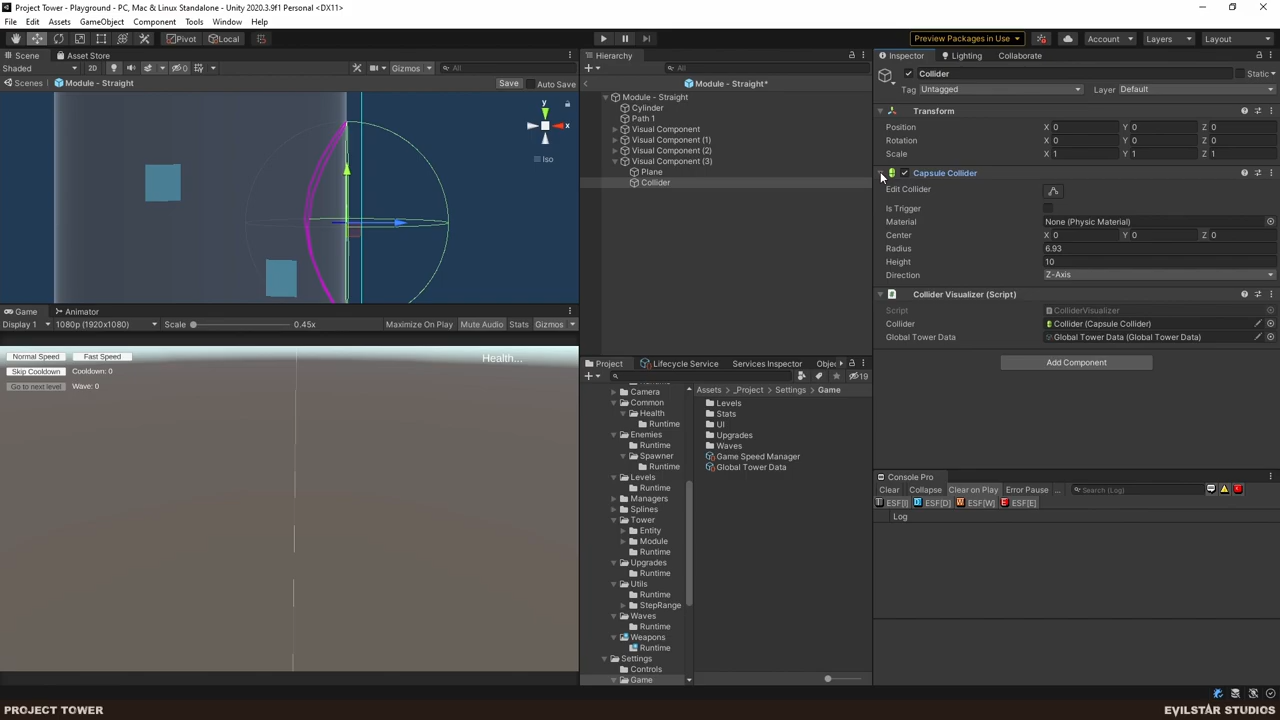 Project Tower - Playground - PC, Mac & Linux Standalone - Unity 2020.3.9f1 Personal <DX11>
File Edit Assets GameObject Component Tools Window Help
Pivot Local Preview Packages in Use Account Layers Layout
Scene Asset Store
Shaded 2D 0 Gizmos All
Scenes Module - Straight Save Auto Save
y
x
Iso
Game Animator
Display 1 1080p (1920x1080) Scale 0.45x Maximize On Play Mute Audio Stats Gizmos
Normal Speed Fast Speed Health...
Skip Cooldown Cooldown: 0
Go to next level Wave: 0
Hierarchy
All
Module - Straight*
Module - Straight
Cylinder
Path 1
Visual Component
Visual Component (1)
Visual Component (2)
Visual Component (3)
Plane
Collider
Project Lifecycle Service Services Inspector Objec
19
Camera
Common
Health
Runtime
Enemies
Runtime
Spawner
Runtime
Levels
Runtime
Managers
Splines
Tower
Entity
Module
Runtime
Upgrades
Runtime
Utils
Runtime
StepRange
Waves
Runtime
Weapons
Runtime
Settings
Controls
Game
Assets _Project Settings Game
Levels
Stats
UI
Upgrades
Waves
Game Speed Manager
Global Tower Data
Inspector Lighting Collaborate
Collider Static
Tag Untagged Layer Default
Transform
Position X 0 Y 0 Z 0
Rotation X 0 Y 0 Z 0
Scale X 1 Y 1 Z 1
Capsule Collider
Edit Collider
Is Trigger
Material None (Physic Material)
Center X 0 Y 0 Z 0
Radius 6.93
Height 10
Direction Z-Axis
Collider Visualizer (Script)
Script ColliderVisualizer
Collider Collider (Capsule Collider)
Global Tower Data Global Tower Data (Global Tower Data)
Add Component
Console Pro
Clear Collapse Clear on Play Error Pause ... Search (Log)
ESF[I] ESF[D] ESF[W] ESF[E]
Log
PROJECT TOWER EVILSTAR STUDIOS